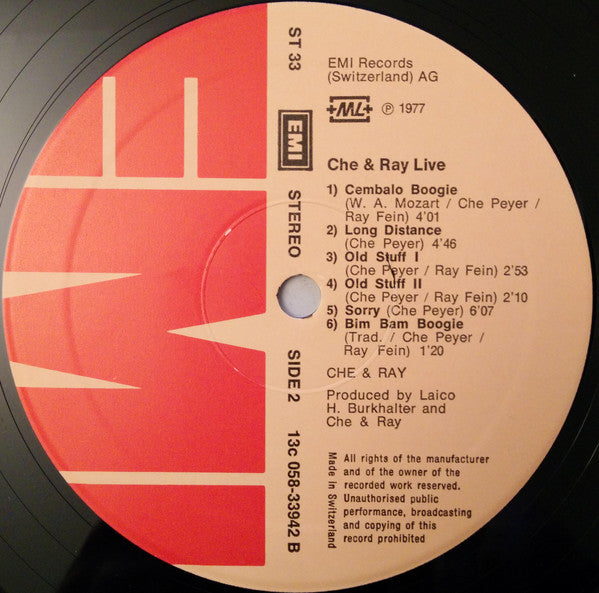 ST 33
EMI
STEREO
SIDE 2
13c 058-33942 B
EMI Records
(Switzerland) AG
+ML+ ℗ 1977
Che & Ray Live
1) Cembalo Boogie
(W. A. Mozart / Che Peyer /
Ray Fein) 4'01
2) Long Distance
(Che Peyer) 4'46
3) Old Stuff I
(Che Peyer / Ray Fein) 2'53
4) Old Stuff II
(Che Peyer / Ray Fein) 2'10
5) Sorry (Che Peyer) 6'07
6) Bim Bam Boogie
(Trad. / Che Peyer /
Ray Fein) 1'20
CHE & RAY
Produced by Laico
H. Burkhalter and
Che & Ray
Made in Switzerland
All rights of the manufacturer
and of the owner of the
recorded work reserved.
Unauthorised public
performance, broadcasting
and copying of this
record prohibited